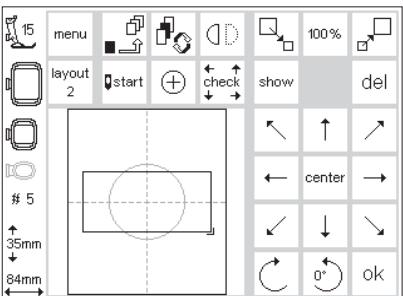 15 menu 100%
layout 2 start check show del
# 5 center
35mm
84mm 0° ok